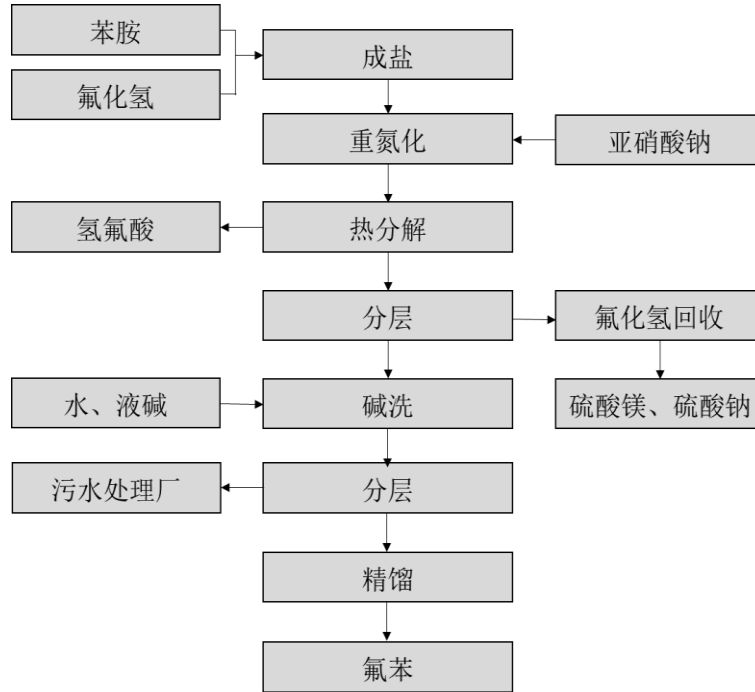 苯胺
成盐
氟化氢
重氮化
亚硝酸钠
氢氟酸
热分解
分层
氟化氢回收
水、液碱
碱洗
硫酸镁、硫酸钠
污水处理厂
分层
精馏
氟苯